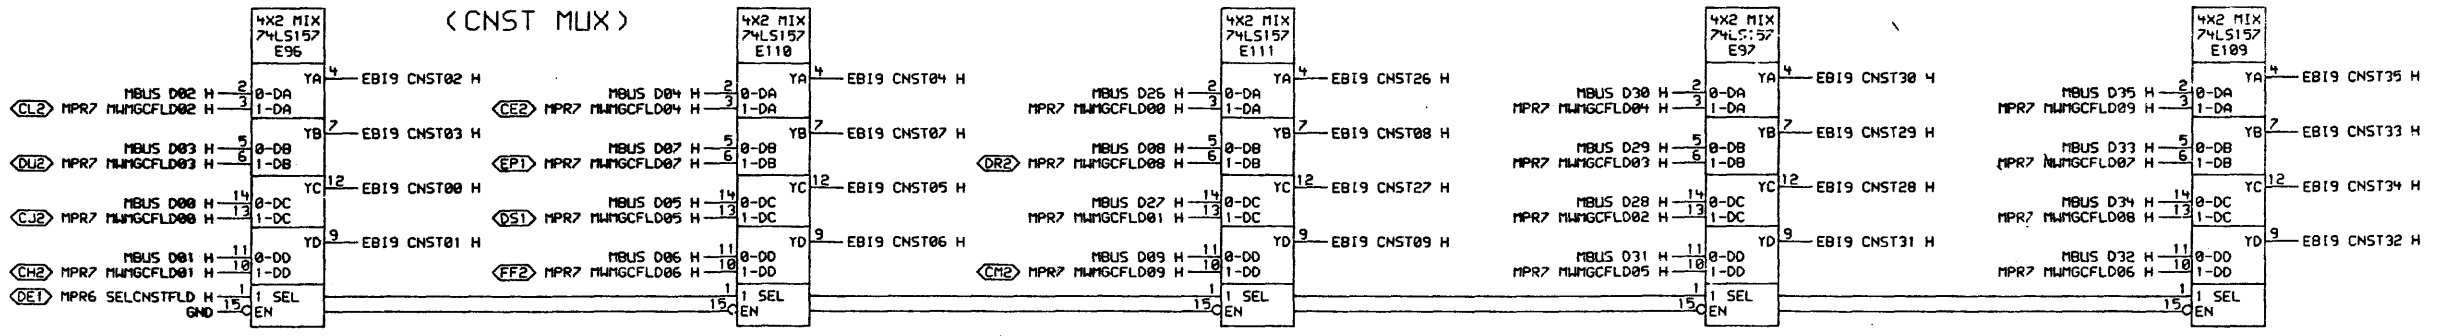 (CNST MUX)
4X2 MIX
74LS157
E96
MBUS D02 H 2 0-DA YA 4 EBI9 CNST02 H
CL2 MPR7 MWMGCFLD02 H 3 1-DA
MBUS D03 H 5 0-DB YB 7 EBI9 CNST03 H
DU2 MPR7 MWMGCFLD03 H 6 1-DB
MBUS D00 H 14 0-DC YC 12 EBI9 CNST00 H
CJ2 MPR7 MWMGCFLD00 H 13 1-DC
MBUS D01 H 11 0-DD YD 9 EBI9 CNST01 H
CH2 MPR7 MWMGCFLD01 H 10 1-DD
DE1 MPR6 SELCNSTFLD H 1 1 SEL
GND 15 EN
4X2 MIX
74LS157
E110
MBUS D04 H 2 0-DA YA 4 EBI9 CNST04 H
CE2 MPR7 MWMGCFLD04 H 3 1-DA
MBUS D07 H 5 0-DB YB 7 EBI9 CNST07 H
EP1 MPR7 MWMGCFLD07 H 6 1-DB
MBUS D05 H 14 0-DC YC 12 EBI9 CNST05 H
DS1 MPR7 MWMGCFLD05 H 13 1-DC
MBUS D06 H 11 0-DD YD 9 EBI9 CNST06 H
FF2 MPR7 MWMGCFLD06 H 10 1-DD
1 1 SEL
15 EN
4X2 MIX
74LS157
E111
MBUS D26 H 2 0-DA YA 4 EBI9 CNST26 H
MPR7 MWMGCFLD00 H 3 1-DA
MBUS D08 H 5 0-DB YB 7 EBI9 CNST08 H
DR2 MPR7 MWMGCFLD08 H 6 1-DB
MBUS D27 H 14 0-DC YC 12 EBI9 CNST27 H
MPR7 MWMGCFLD01 H 13 1-DC
MBUS D09 H 11 0-DD YD 9 EBI9 CNST09 H
CM2 MPR7 MWMGCFLD09 H 10 1-DD
1 1 SEL
15 EN
4X2 MIX
74LS157
E97
MBUS D30 H 2 0-DA YA 4 EBI9 CNST30 H
MPR7 MWMGCFLD04 H 3 1-DA
MBUS D29 H 5 0-DB YB 7 EBI9 CNST29 H
MPR7 MWMGCFLD03 H 6 1-DB
MBUS D28 H 14 0-DC YC 12 EBI9 CNST28 H
MPR7 MWMGCFLD02 H 13 1-DC
MBUS D31 H 11 0-DD YD 9 EBI9 CNST31 H
MPR7 MWMGCFLD05 H 10 1-DD
1 1 SEL
15 EN
4X2 MIX
74LS157
E109
MBUS D35 H 2 0-DA YA 4 EBI9 CNST35 H
MPR7 MWMGCFLD09 H 3 1-DA
MBUS D33 H 5 0-DB YB 7 EBI9 CNST33 H
MPR7 MWMGCFLD07 H 6 1-DB
MBUS D34 H 14 0-DC YC 12 EBI9 CNST34 H
MPR7 MWMGCFLD08 H 13 1-DC
MBUS D32 H 11 0-DD YD 9 EBI9 CNST32 H
MPR7 MWMGCFLD06 H 10 1-DD
1 1 SEL
15 EN